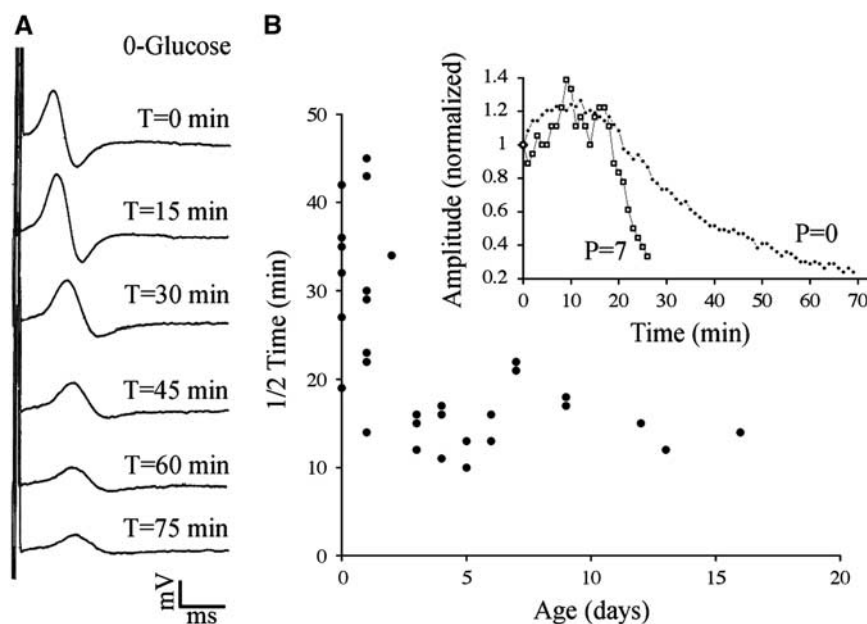 A
0-Glucose
T=0 min
T=15 min
T=30 min
T=45 min
T=60 min
T=75 min
mV
ms
B
1/2 Time (min)
50
40
30
20
10
0
0 5 10 15 20
Age (days)
Amplitude (normalized)
1.4
1.2
1
0.8
0.6
0.4
0.2
P=7
P=0
0 10 20 30 40 50 60 70
Time (min)